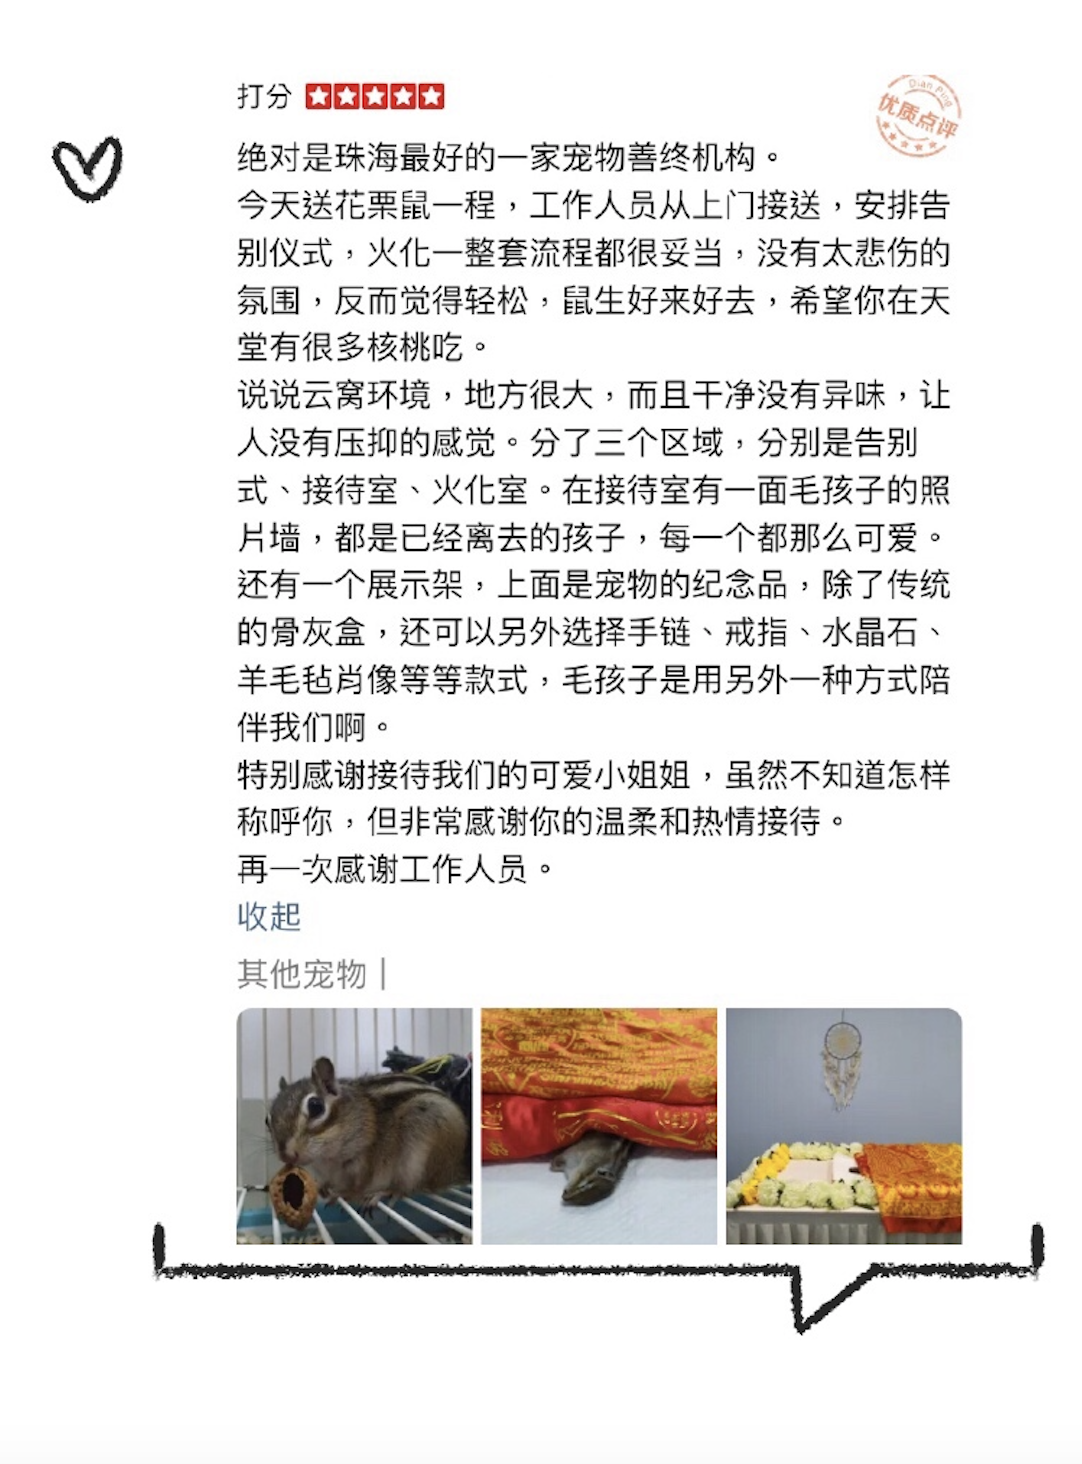 打分
Dian Ping
优质点评
绝对是珠海最好的一家宠物善终机构。
今天送花栗鼠一程，工作人员从上门接送，安排告
别仪式，火化一整套流程都很妥当，没有太悲伤的
氛围，反而觉得轻松，鼠生好来好去，希望你在天
堂有很多核桃吃。
说说云窝环境，地方很大，而且干净没有异味，让
人没有压抑的感觉。分了三个区域，分别是告别
式、接待室、火化室。在接待室有一面毛孩子的照
片墙，都是已经离去的孩子，每一个都那么可爱。
还有一个展示架，上面是宠物的纪念品，除了传统
的骨灰盒，还可以另外选择手链、戒指、水晶石、
羊毛毡肖像等等款式，毛孩子是用另外一种方式陪
伴我们啊。
特别感谢接待我们的可爱小姐姐，虽然不知道怎样
称呼你，但非常感谢你的温柔和热情接待。
再一次感谢工作人员。
收起
其他宠物 |